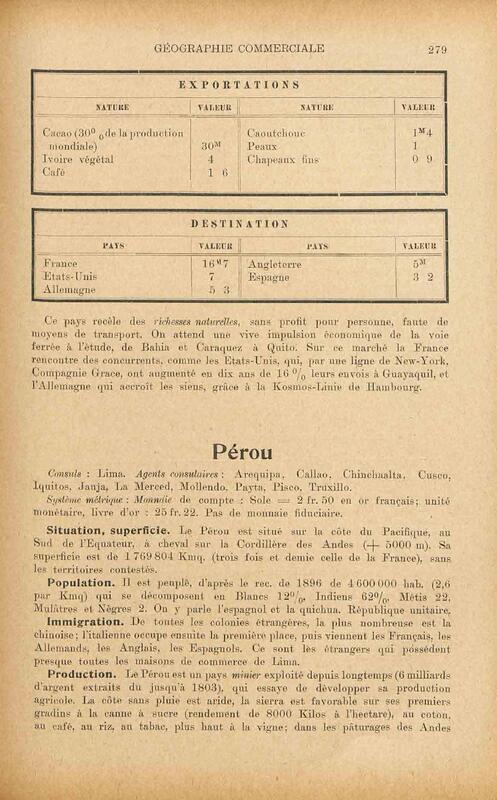 GÉOGRAPHIE COMMERCIALE 279
EXPORTATIONS
NATURE VALEUR NATURE VALEUR
Cacao (30% de la production Caoutchouc 1ᴹ4
mondiale) 30ᴹ Peaux 1
Ivoire végétal 4 Chapeaux fins 0 9
Café 1 6
DESTINATION
PAYS VALEUR PAYS VALEUR
France 16ᴹ7 Angleterre 5ᴹ
Etats-Unis 7 Espagne 3 2
Allemagne 5 3
Ce pays recèle des richesses naturelles, sans profit pour personne, faute de
moyens de transport. On attend une vive impulsion économique de la voie
ferrée à l'étude, de Bahia et Caraquez à Quito. Sur ce marché la France
rencontre des concurrents, comme les Etats-Unis, qui, par une ligne de New-York,
Compagnie Grace, ont augmenté en dix ans de 16 % leurs envois à Guayaquil, et
l'Allemagne qui accroît les siens, grâce à la Kosmos-Linie de Hambourg.
Pérou
Consuls : Lima. Agents consulaires : Arequipa, Callao, Chinchaalta, Cusco,
Iquitos, Jauja, La Merced, Mollendo, Payta, Pisco, Truxillo.
Système métrique : Monnaie de compte : Sole = 2 fr. 50 en or français; unité
monétaire, livre d'or : 25 fr. 22. Pas de monnaie fiduciaire.
Situation, superficie. Le Pérou est situé sur la côte du Pacifique, au
Sud de l'Equateur, à cheval sur la Cordillère des Andes (+ 5000 m). Sa
superficie est de 1 769 804 Kmq. (trois fois et demie celle de la France), sans
les territoires contestés.
Population. Il est peuplé, d'après le rec. de 1896 de 4 600 000 hab. (2,6
par Kmq) qui se décomposent en Blancs 12%, Indiens 62%, Métis 22,
Mulâtres et Nègres 2. On y parle l'espagnol et la quichua. République unitaire.
Immigration. De toutes les colonies étrangères, la plus nombreuse est la
chinoise; l'italienne occupe ensuite la première place, puis viennent les Français, les
Allemands, les Anglais, les Espagnols. Ce sont les étrangers qui possèdent
presque toutes les maisons de commerce de Lima.
Production. Le Pérou est un pays minier exploité depuis longtemps (6 milliards
d'argent extraits du jusqu'à 1803), qui essaye de développer sa production
agricole. La côte sans pluie est aride, la sierra est favorable sur ses premiers
gradins à la canne à sucre (rendement de 8000 Kilos à l'hectare), au coton,
au café, au riz, au tabac, plus haut à la vigne; dans les pâturages des Andes